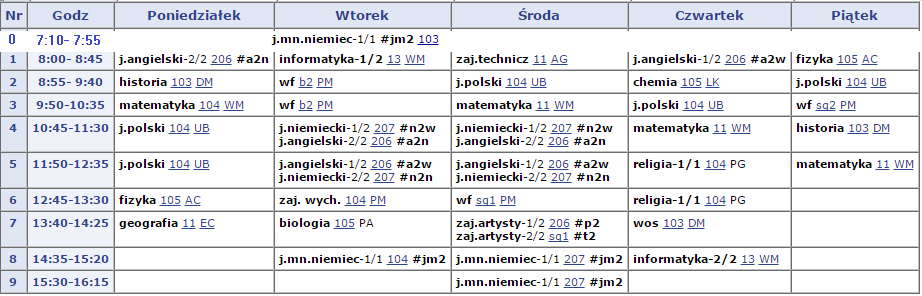 Nr Godz Poniedziałek Wtorek Środa Czwartek Piątek
0 7:10- 7:55 j.mn.niemiec-1/1 #jm2 103
1 8:00- 8:45 j.angielski-2/2 206 #a2n informatyka-1/2 13 WM zaj.technicz 11 AG j.angielski-1/2 206 #a2w fizyka 105 AC
2 8:55- 9:40 historia 103 DM wf b2 PM j.polski 104 UB chemia 105 LK j.polski 104 UB
3 9:50-10:35 matematyka 104 WM wf b2 PM matematyka 11 WM j.polski 104 UB wf sg2 PM
4 10:45-11:30 j.polski 104 UB j.niemiecki-1/2 207 #n2w j.niemiecki-1/2 207 #n2w matematyka 11 WM historia 103 DM
j.angielski-2/2 206 #a2n j.angielski-2/2 206 #a2n
5 11:50-12:35 j.polski 104 UB j.angielski-1/2 206 #a2w j.angielski-1/2 206 #a2w religia-1/1 104 PG matematyka 11 WM
j.niemiecki-2/2 207 #n2n j.niemiecki-2/2 207 #n2n
6 12:45-13:30 fizyka 105 AC zaj. wych. 104 PM wf sg1 PM religia-1/1 104 PG
7 13:40-14:25 geografia 11 EC biologia 105 PA zaj.artysty-1/2 206 #p2 wos 103 DM
zaj.artysty-2/2 sg1 #t2
8 14:35-15:20 j.mn.niemiec-1/1 104 #jm2 j.mn.niemiec-1/1 207 #jm2 informatyka-2/2 13 WM
9 15:30-16:15 j.mn.niemiec-1/1 207 #jm2